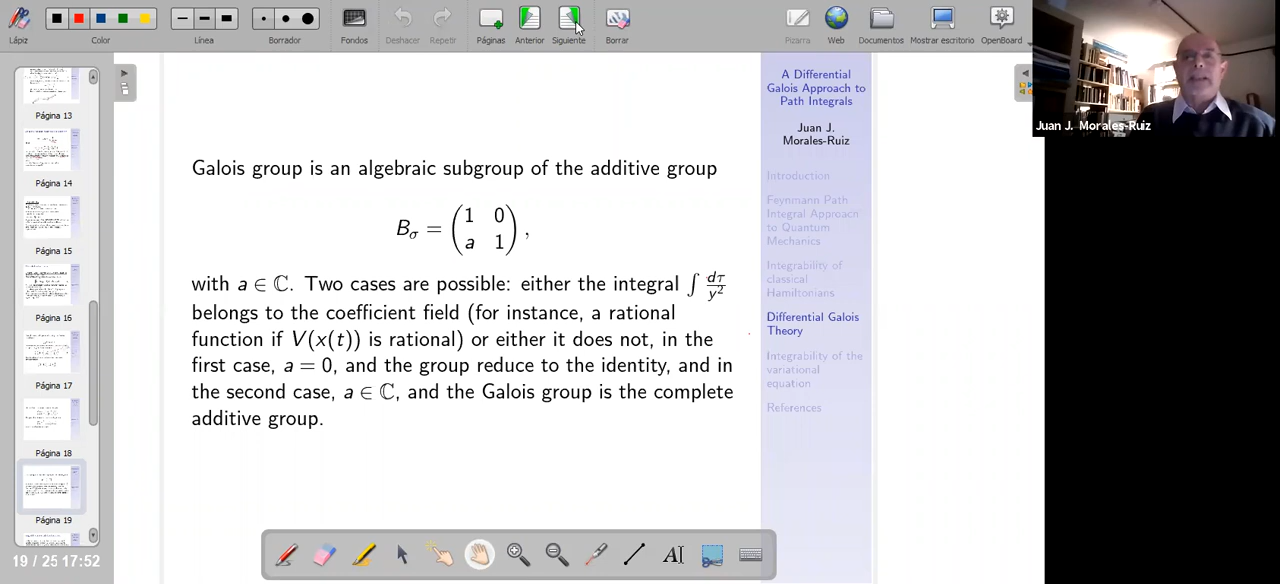 Lápiz
Color
Línea
Borrador
Fondos
Deshacer
Repetir
Páginas
Anterior
Siguiente
Borrar
Pizarra
Web
Documentos
Mostrar escritorio
OpenBoard
Página 13
Página 14
Página 15
Página 16
Página 17
Página 18
Página 19
19 / 25 17:52
Galois group is an algebraic subgroup of the additive group
B_σ = ( 1 0
a 1 ) ,
with a ∈ ℂ. Two cases are possible: either the integral ∫ dτ/y²
belongs to the coefficient field (for instance, a rational
function if V(x(t)) is rational) or either it does not, in the
first case, a = 0, and the group reduce to the identity, and in
the second case, a ∈ ℂ, and the Galois group is the complete
additive group.
A Differential
Galois Approach to
Path Integrals
Juan J.
Morales-Ruiz
Introduction
Feynmann Path
Integral Approach
to Quantum
Mechanics
Integrability of
classical
Hamiltonians
Differential Galois
Theory
Integrability of the
variational
equation
References
Juan J. Morales-Ruiz